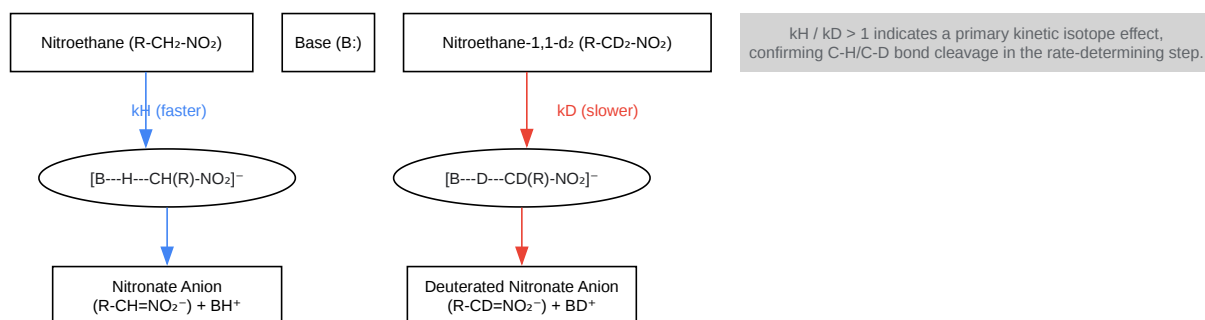 Nitroethane (R-CH₂-NO₂)
Base (B:)
Nitroethane-1,1-d₂ (R-CD₂-NO₂)
kH / kD > 1 indicates a primary kinetic isotope effect,
confirming C-H/C-D bond cleavage in the rate-determining step.
kH (faster)
kD (slower)
[B---H---CH(R)-NO₂]⁻
[B---D---CD(R)-NO₂]⁻
Nitronate Anion
(R-CH=NO₂⁻) + BH⁺
Deuterated Nitronate Anion
(R-CD=NO₂⁻) + BD⁺